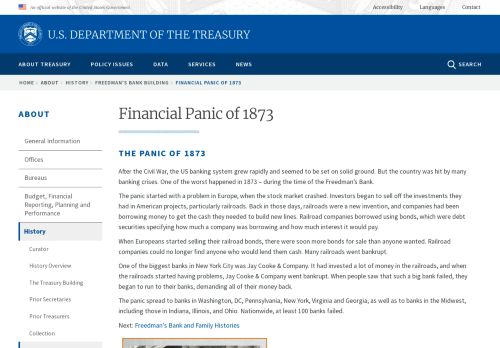 An official website of the United States Government
Accessibility Languages Contact
U.S. DEPARTMENT OF THE TREASURY
ABOUT TREASURY POLICY ISSUES DATA SERVICES NEWS SEARCH
HOME › ABOUT › HISTORY › FREEDMAN'S BANK BUILDING › FINANCIAL PANIC OF 1873
ABOUT
General Information
Offices
Bureaus
Budget, Financial
Reporting, Planning and
Performance
History
Curator
History Overview
The Treasury Building
Prior Secretaries
Prior Treasurers
Collection
Financial Panic of 1873
THE PANIC OF 1873
After the Civil War, the US banking system grew rapidly and seemed to be set on solid ground. But the country was hit by many
banking crises. One of the worst happened in 1873 – during the time of the Freedman's Bank.
The panic started with a problem in Europe, when the stock market crashed. Investors began to sell off the investments they
had in American projects, particularly railroads. Back in those days, railroads were a new invention, and companies had been
borrowing money to get the cash they needed to build new lines. Railroad companies borrowed using bonds, which were debt
securities specifying how much a company was borrowing and how much interest it would pay.
When Europeans started selling their railroad bonds, there were soon more bonds for sale than anyone wanted. Railroad
companies could no longer find anyone who would lend them cash. Many railroads went bankrupt.
One of the biggest banks in New York City was Jay Cooke & Company. It had invested a lot of money in the railroads, and when
the railroads started having problems, Jay Cooke & Company went bankrupt. When people saw that such a big bank failed, they
began to run to their banks, demanding all of their money back.
The panic spread to banks in Washington, DC, Pennsylvania, New York, Virginia and Georgia, as well as to banks in the Midwest,
including those in Indiana, Illinois, and Ohio. Nationwide, at least 100 banks failed.
Next: Freedman's Bank and Family Histories